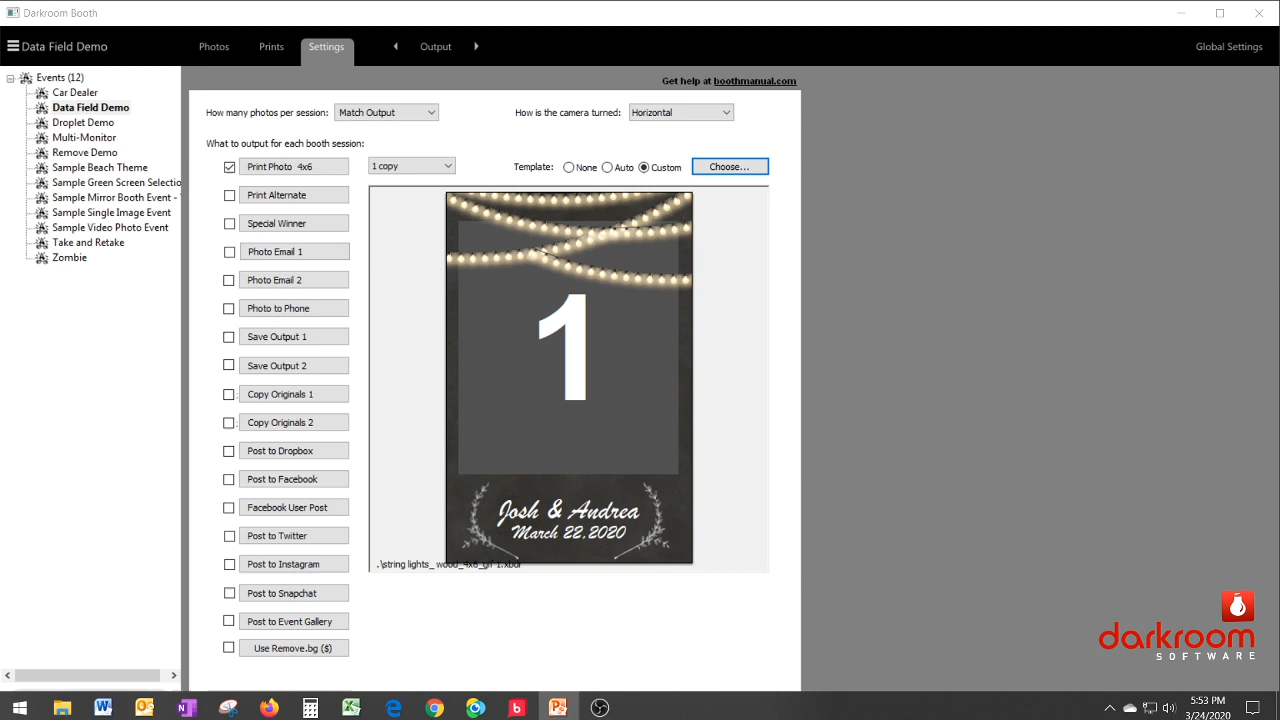 Darkroom Booth
Data Field Demo
Photos
Prints
Settings
Output
Global Settings
Events (12)
Car Dealer
Data Field Demo
Droplet Demo
Multi-Monitor
Remove Demo
Sample Beach Theme
Sample Green Screen Selectio
Sample Mirror Booth Event -
Sample Single Image Event
Sample Video Photo Event
Take and Retake
Zombie
Get help at boothmanual.com
How many photos per session: Match Output
How is the camera turned: Horizontal
What to output for each booth session:
Print Photo 4x6
1 copy
Template: None Auto Custom Choose...
Print Alternate
Special Winner
Photo Email 1
Photo Email 2
Photo to Phone
Save Output 1
Save Output 2
Copy Originals 1
Copy Originals 2
Post to Dropbox
Post to Facebook
Facebook User Post
Post to Twitter
Post to Instagram
Post to Snapchat
Post to Event Gallery
Use Remove.bg ($)
1
Josh & Andrea
March 22,2020
.\string lights_ wood_4x6_gif 1.xbdr
darkroom
SOFTWARE
5:53 PM
3/24/2020